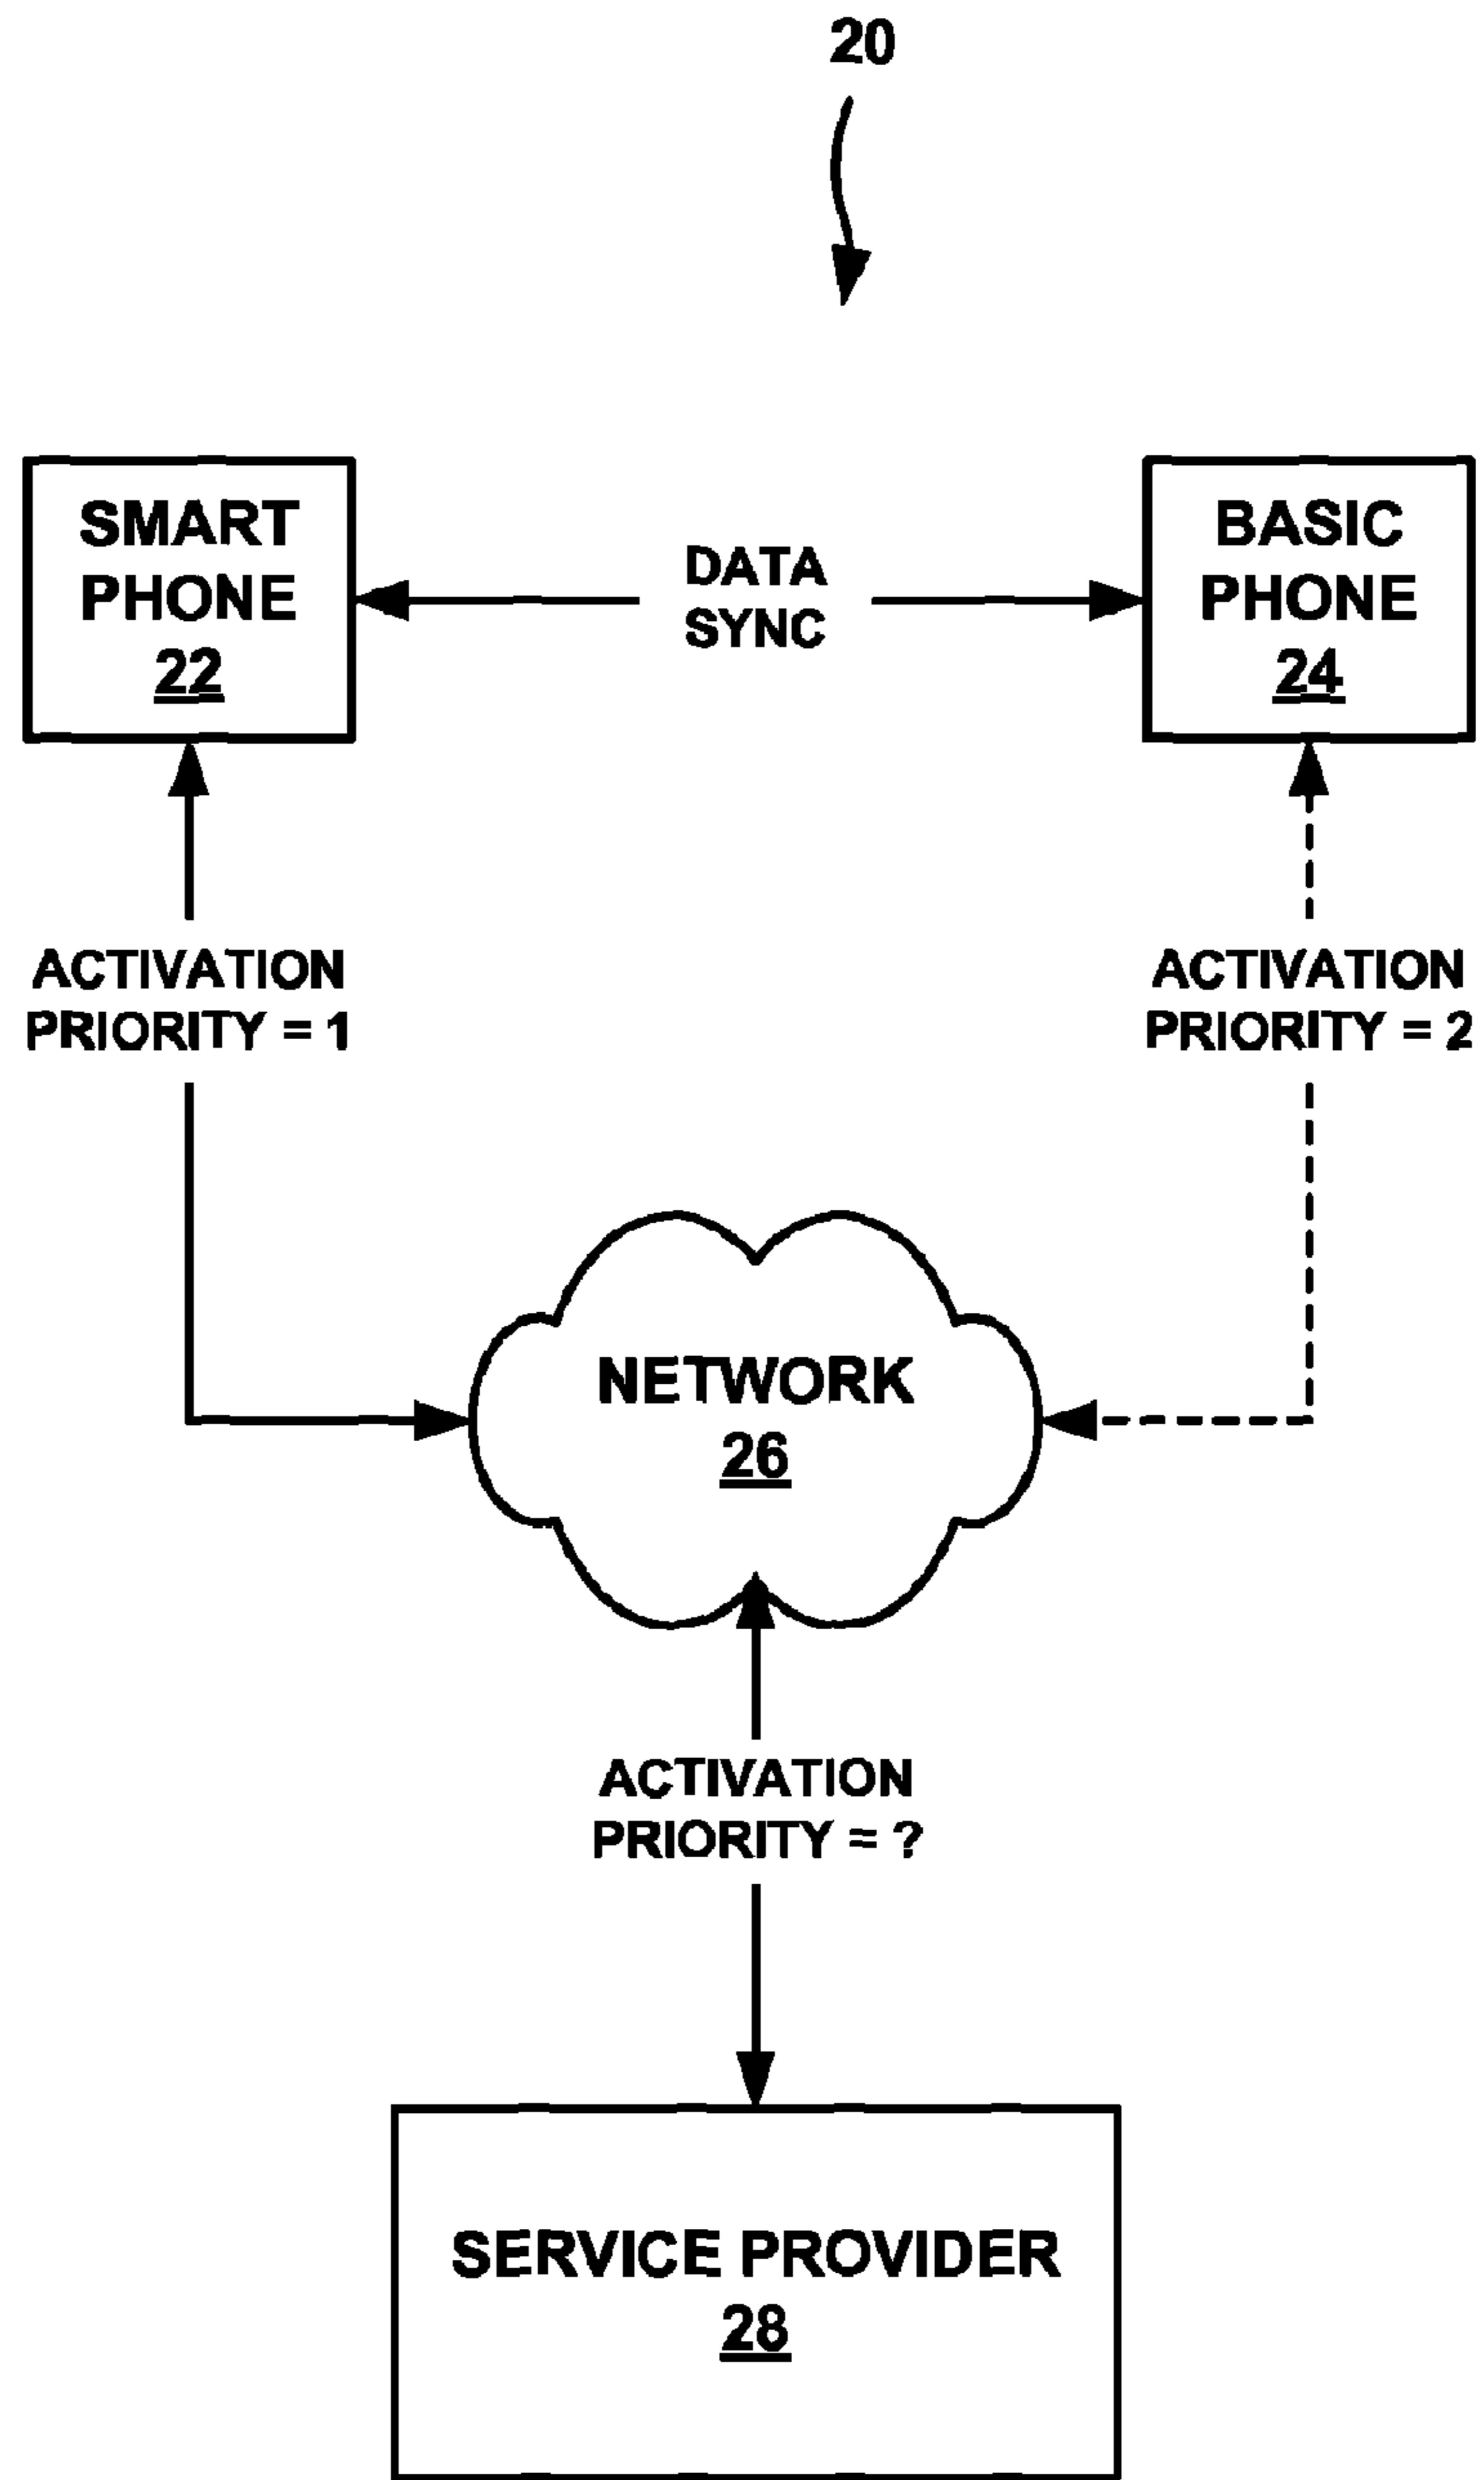 20
SMART
PHONE
22
DATA
SYNC
BASIC
PHONE
24
ACTIVATION
PRIORITY = 1
ACTIVATION
PRIORITY = 2
NETWORK
26
ACTIVATION
PRIORITY = ?
SERVICE PROVIDER
28